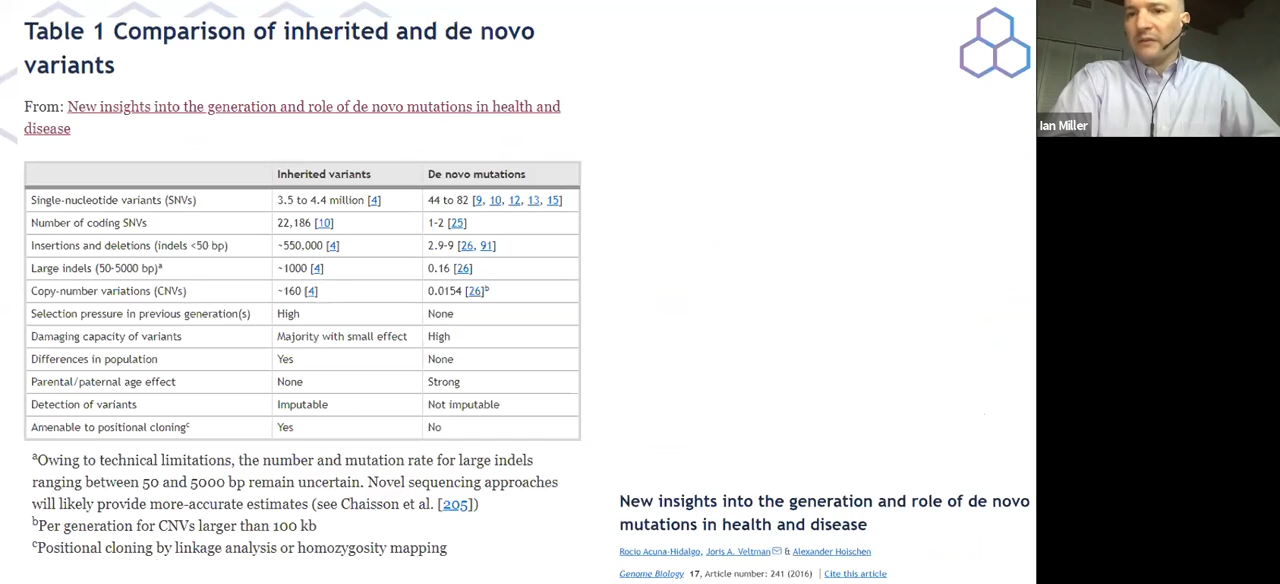 Table 1 Comparison of inherited and de novo
variants
From: New insights into the generation and role of de novo mutations in health and
disease
Inherited variants De novo mutations
Single-nucleotide variants (SNVs) 3.5 to 4.4 million [4] 44 to 82 [9, 10, 12, 13, 15]
Number of coding SNVs 22,186 [10] 1-2 [25]
Insertions and deletions (indels <50 bp) ~550,000 [4] 2.9-9 [26, 91]
Large indels (50-5000 bp)a ~1000 [4] 0.16 [26]
Copy-number variations (CNVs) ~160 [4] 0.0154 [26]b
Selection pressure in previous generation(s) High None
Damaging capacity of variants Majority with small effect High
Differences in population Yes None
Parental/paternal age effect None Strong
Detection of variants Imputable Not imputable
Amenable to positional cloningc Yes No
aOwing to technical limitations, the number and mutation rate for large indels
ranging between 50 and 5000 bp remain uncertain. Novel sequencing approaches
will likely provide more-accurate estimates (see Chaisson et al. [205])
bPer generation for CNVs larger than 100 kb
cPositional cloning by linkage analysis or homozygosity mapping
New insights into the generation and role of de novo
mutations in health and disease
Rocio Acuna-Hidalgo, Joris A. Veltman & Alexander Hoischen
Genome Biology 17, Article number: 241 (2016) | Cite this article
Ian Miller